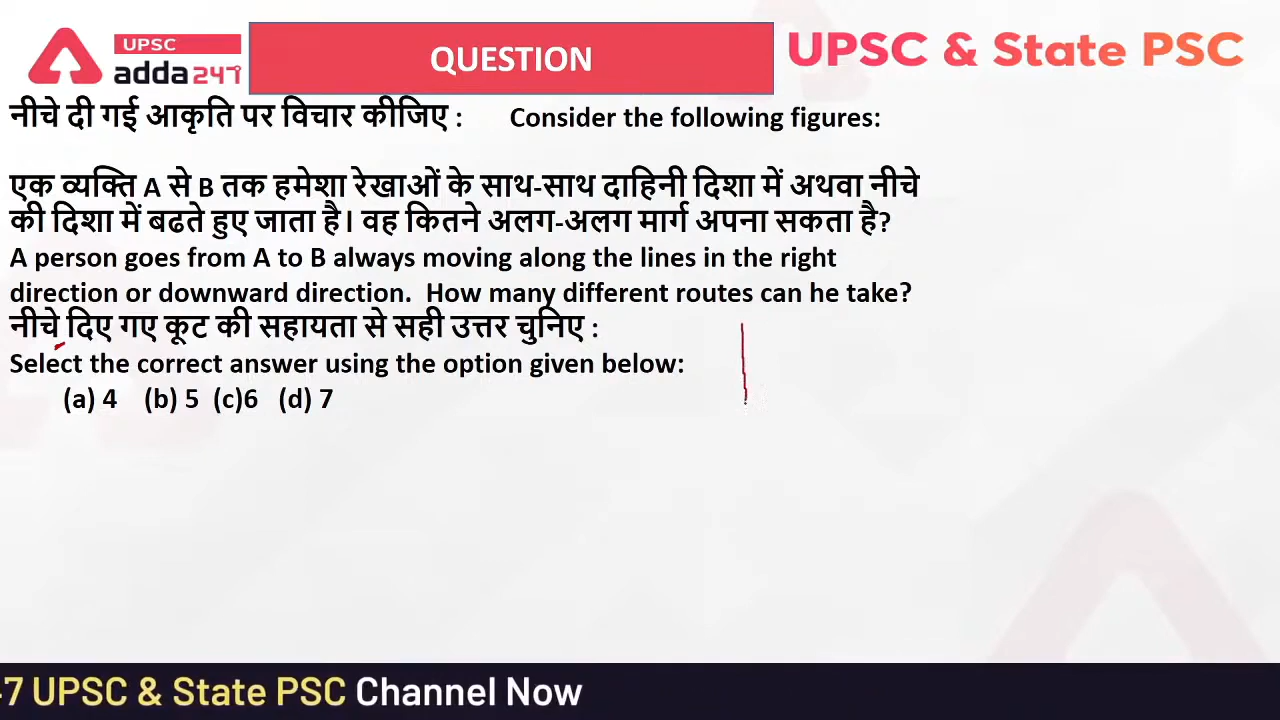 UPSC
adda247
QUESTION
UPSC & State PSC
नीचे दी गई आकृति पर विचार कीजिए : Consider the following figures:
एक व्यक्ति A से B तक हमेशा रेखाओं के साथ-साथ दाहिनी दिशा में अथवा नीचे
की दिशा में बढते हुए जाता है। वह कितने अलग-अलग मार्ग अपना सकता है?
A person goes from A to B always moving along the lines in the right
direction or downward direction. How many different routes can he take?
नीचे दिए गए कूट की सहायता से सही उत्तर चुनिए :
Select the correct answer using the option given below:
(a) 4 (b) 5 (c)6 (d) 7
47 UPSC & State PSC Channel Now